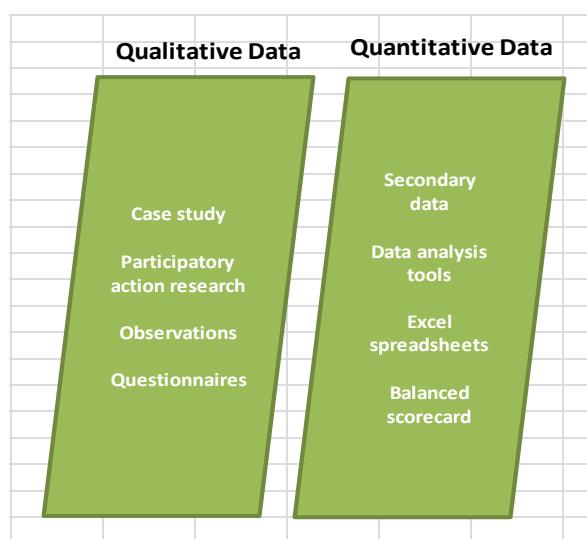 Qualitative Data
Quantitative Data
Case study
Participatory
action research
Observations
Questionnaires
Secondary
data
Data analysis
tools
Excel
spreadsheets
Balanced
scorecard